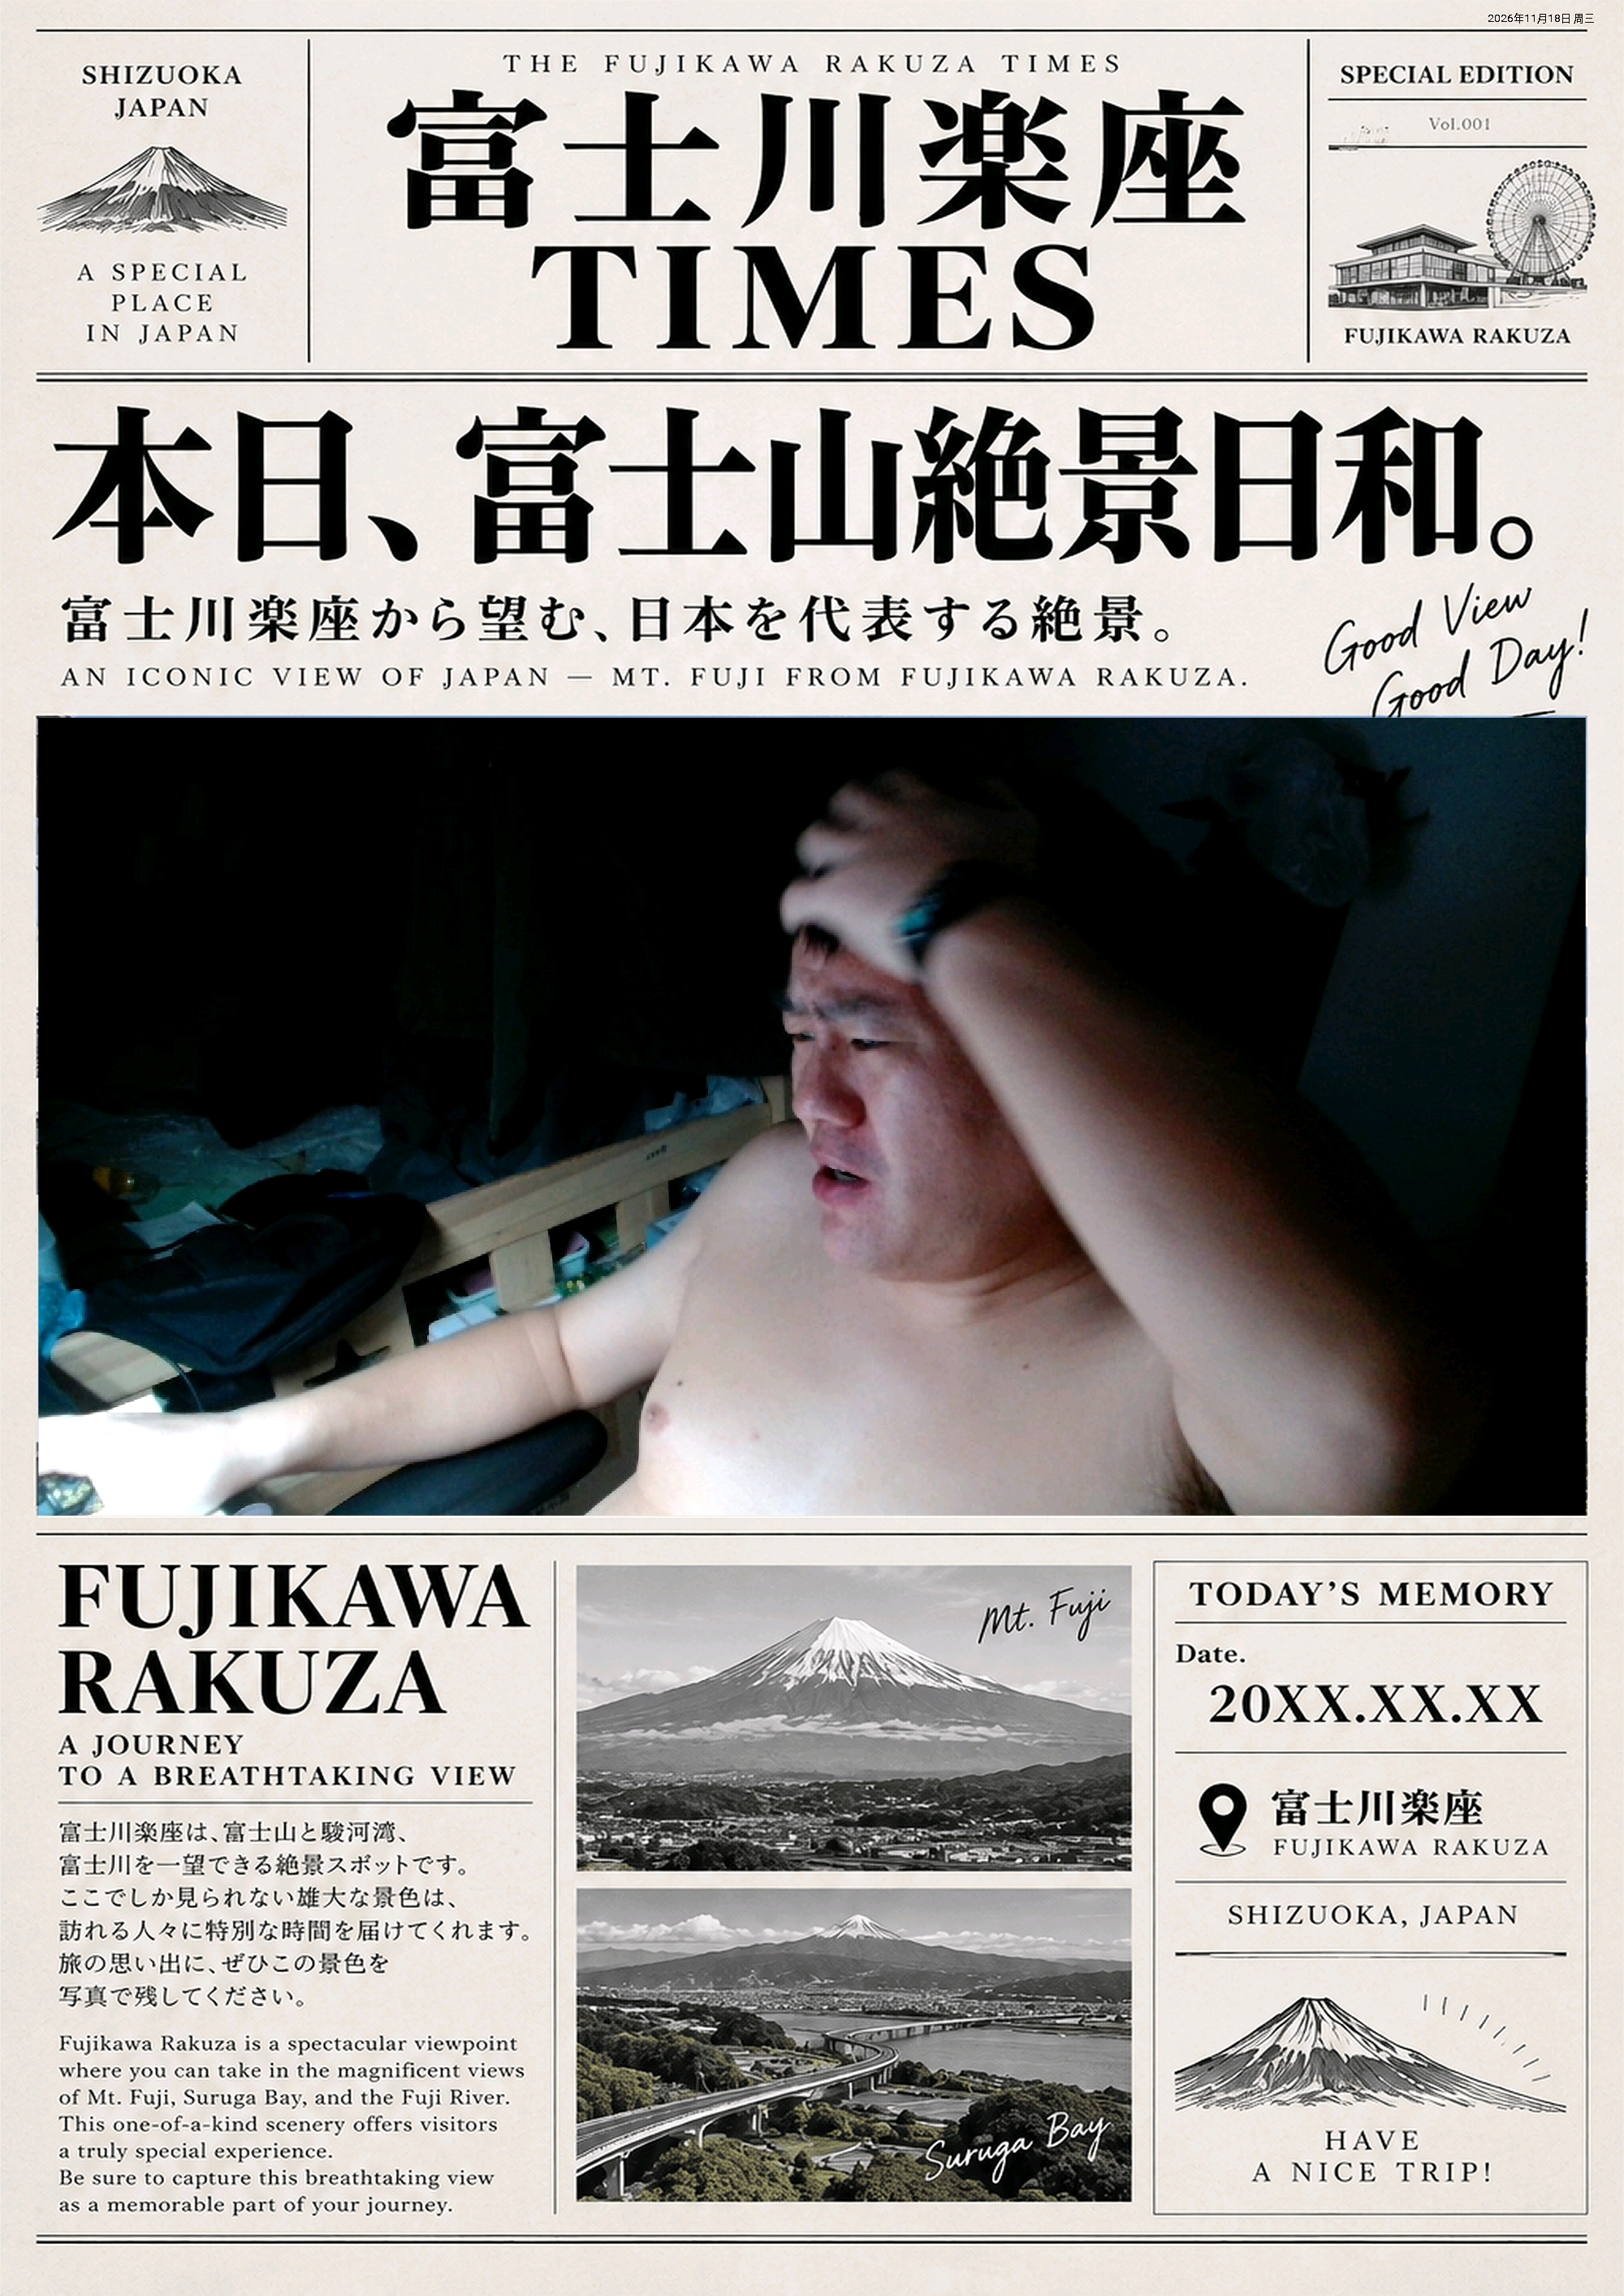 2026年11月18日 周三
SHIZUOKA
JAPAN
A SPECIAL
PLACE
IN JAPAN
THE FUJIKAWA RAKUZA TIMES
富士川楽座
TIMES
SPECIAL EDITION
Vol.001
FUJIKAWA RAKUZA
本日、富士山絶景日和。
富士川楽座から望む、日本を代表する絶景。
AN ICONIC VIEW OF JAPAN — MT. FUJI FROM FUJIKAWA RAKUZA.
Good View
Good Day!
FUJIKAWA
RAKUZA
A JOURNEY
TO A BREATHTAKING VIEW
富士川楽座は、富士山と駿河湾、
富士川を一望できる絶景スポットです。
ここでしか見られない雄大な景色は、
訪れる人々に特別な時間を届けてくれます。
旅の思い出に、ぜひこの景色を
写真で残してください。
Fujikawa Rakuza is a spectacular viewpoint
where you can take in the magnificent views
of Mt. Fuji, Suruga Bay, and the Fuji River.
This one-of-a-kind scenery offers visitors
a truly special experience.
Be sure to capture this breathtaking view
as a memorable part of your journey.
Mt. Fuji
Suruga Bay
TODAY'S MEMORY
Date.
20XX.XX.XX
富士川楽座
FUJIKAWA RAKUZA
SHIZUOKA, JAPAN
HAVE
A NICE TRIP!